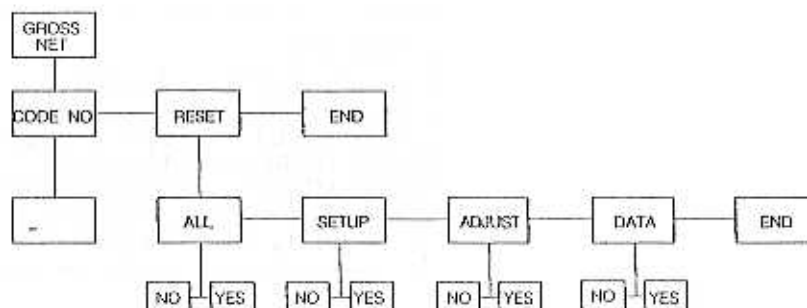 GROSS
NET
CODE NO
RESET
END
-
ALL
SETUP
ADJUST
DATA
END
NO YES
NO YES
NO YES
NO YES